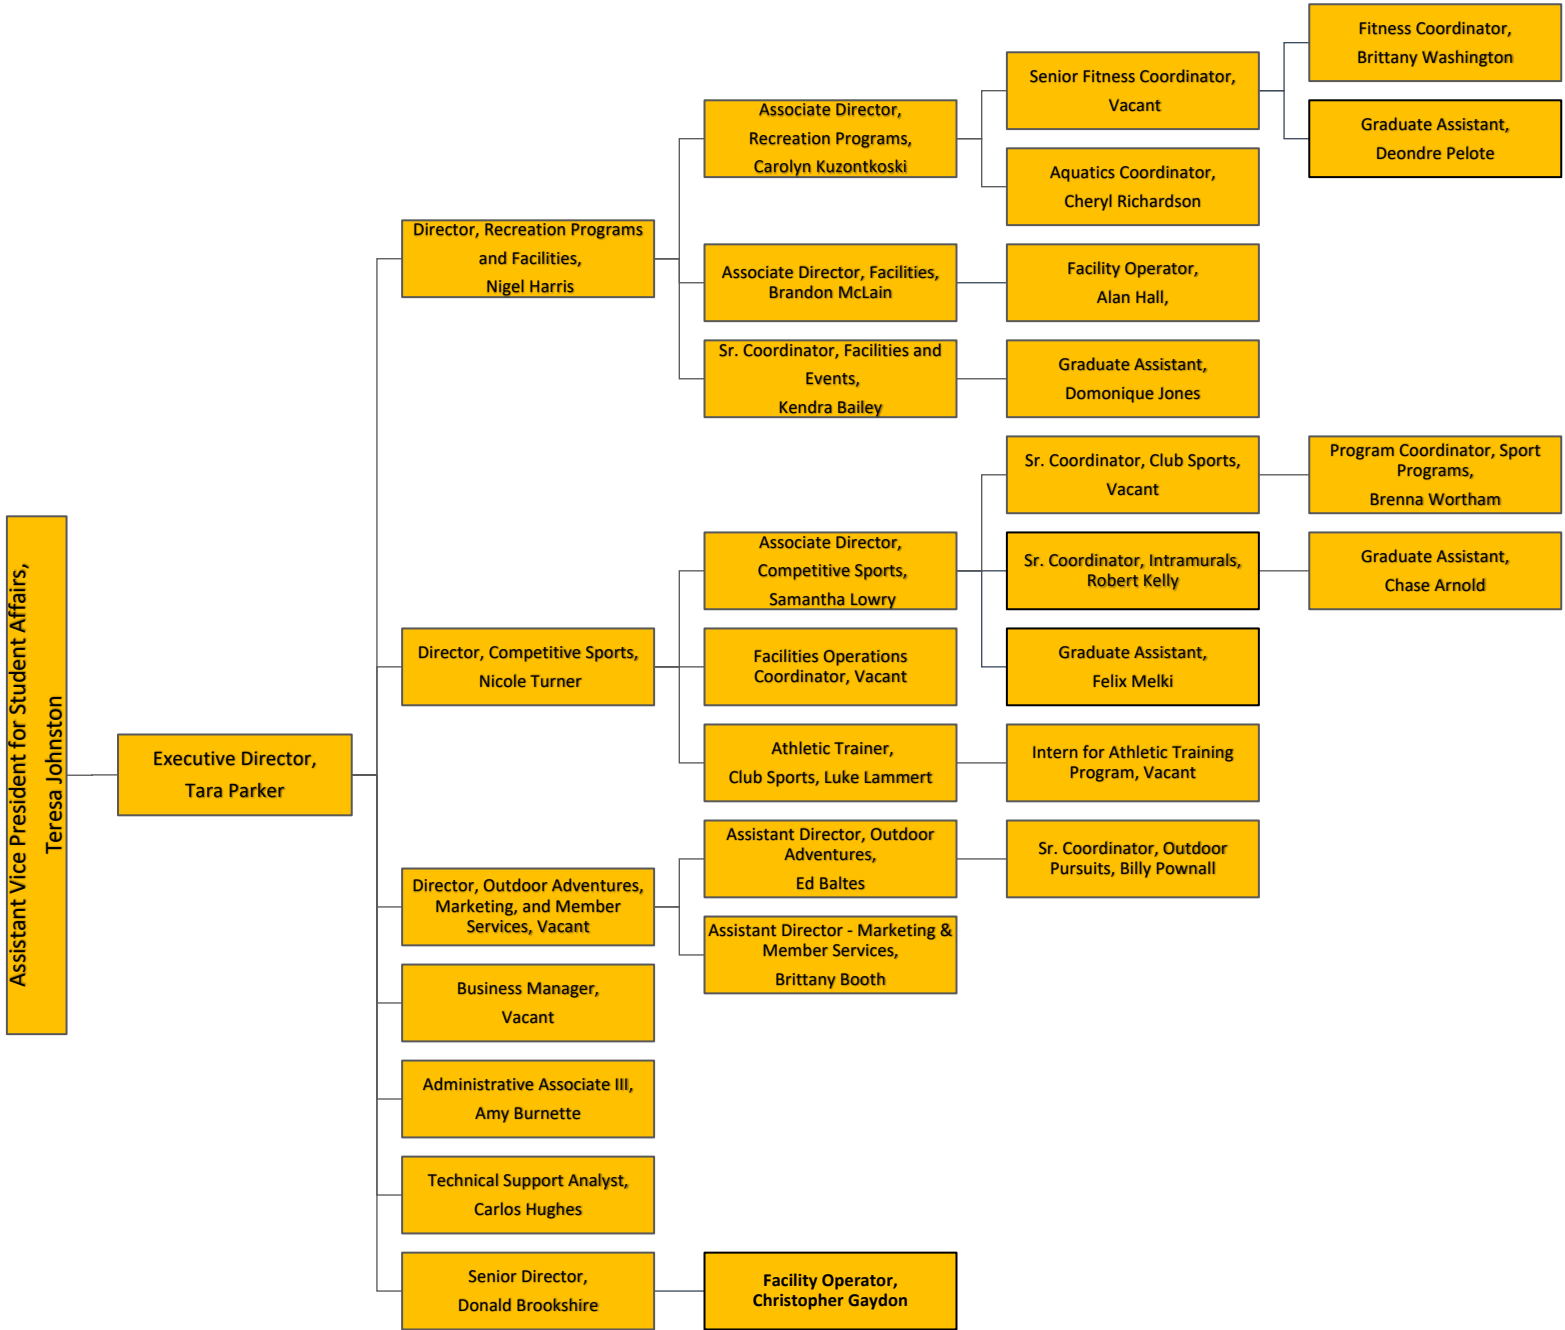 Assistant Vice President for Student Affairs,
Teresa Johnston
Executive Director,
Tara Parker
Director, Recreation Programs
and Facilities,
Nigel Harris
Associate Director,
Recreation Programs,
Carolyn Kuzontkoski
Senior Fitness Coordinator,
Vacant
Fitness Coordinator,
Brittany Washington
Graduate Assistant,
Deondre Pelote
Aquatics Coordinator,
Cheryl Richardson
Associate Director, Facilities,
Brandon McLain
Facility Operator,
Alan Hall,
Sr. Coordinator, Facilities and
Events,
Kendra Bailey
Graduate Assistant,
Domonique Jones
Director, Competitive Sports,
Nicole Turner
Associate Director,
Competitive Sports,
Samantha Lowry
Sr. Coordinator, Club Sports,
Vacant
Program Coordinator, Sport
Programs,
Brenna Wortham
Sr. Coordinator, Intramurals,
Robert Kelly
Graduate Assistant,
Chase Arnold
Graduate Assistant,
Felix Melki
Facilities Operations
Coordinator, Vacant
Athletic Trainer,
Club Sports, Luke Lammert
Intern for Athletic Training
Program, Vacant
Director, Outdoor Adventures,
Marketing, and Member
Services, Vacant
Assistant Director, Outdoor
Adventures,
Ed Baltes
Sr. Coordinator, Outdoor
Pursuits, Billy Pownall
Assistant Director - Marketing &
Member Services,
Brittany Booth
Business Manager,
Vacant
Administrative Associate III,
Amy Burnette
Technical Support Analyst,
Carlos Hughes
Senior Director,
Donald Brookshire
Facility Operator,
Christopher Gaydon